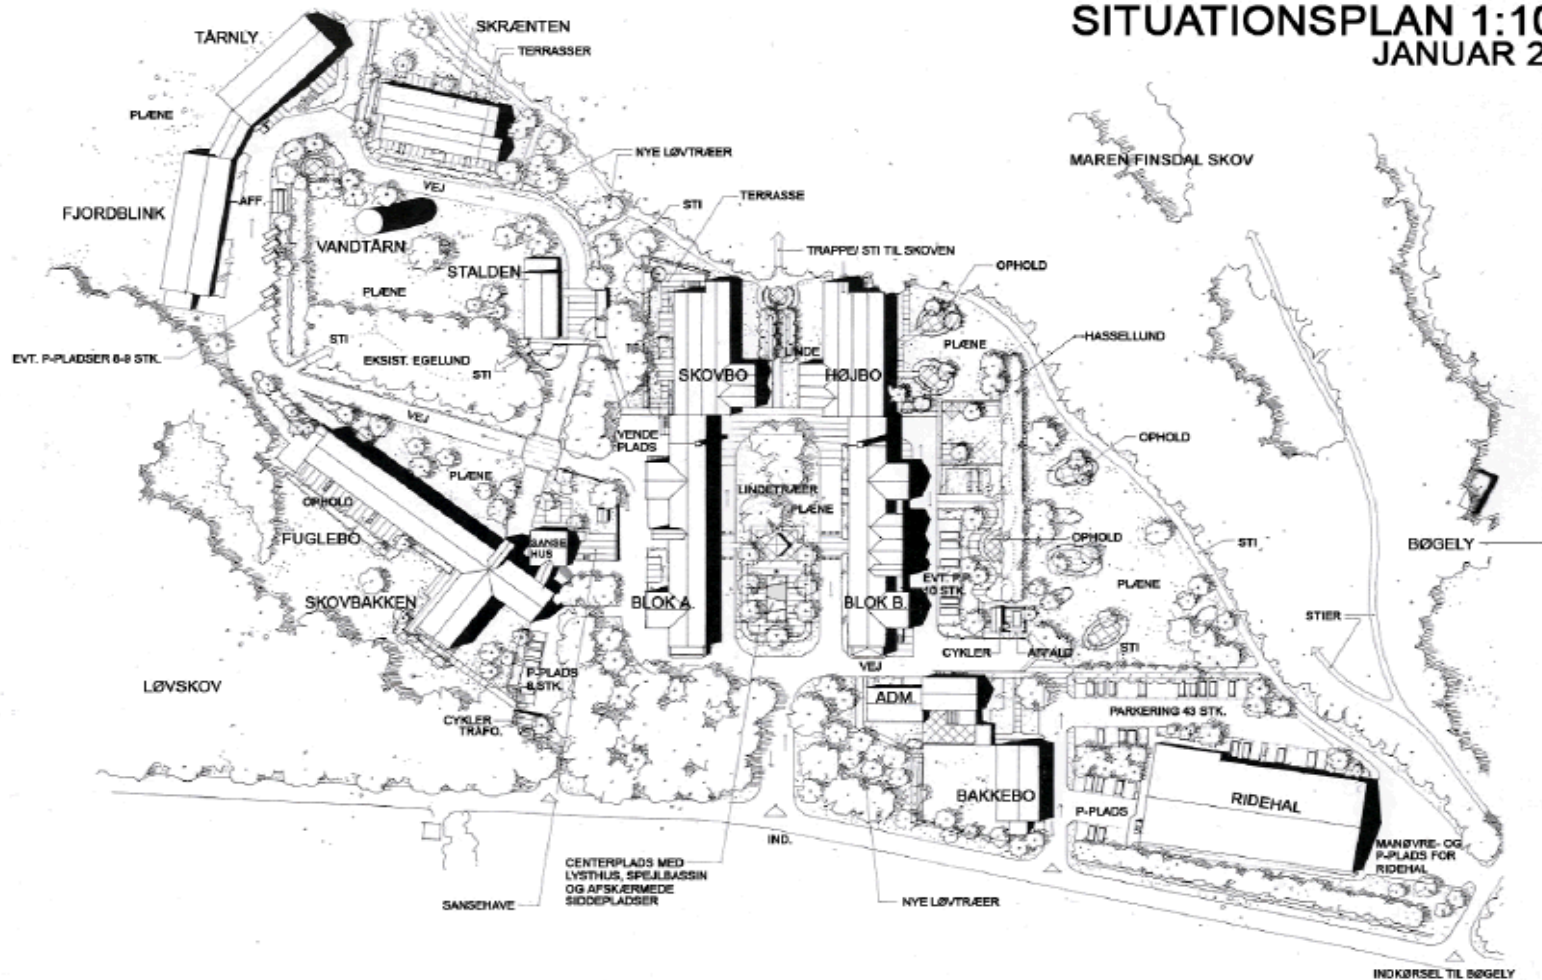 SITUATIONSPLAN 1:10
JANUAR 2
TÅRNLY
SKRÆNTEN
TERRASSER
PLÆNE
NYE LØVTRÆER
MAREN FINSDAL SKOV
VEJ
TERRASSE
STI
AFF.
FJORDBLINK
VANDTÅRN
TRAPPE/ STI TIL SKOVEN
STALDEN
OPHOLD
PLÆNE
HASSELLUND
STI
PLÆNE
EVT. P-PLADSER 8-9 STK.
EKSIST. EGELUND
STI
LINDE
SKOVBO
HØJBO
VEJ
VENDE
PLADS
OPHOLD
PLÆNE
LINDETRÆER
PLÆNE
OPHOLD
FUGLEBO
SANSE
HUS
OPHOLD
STI
BØGELY
EVT. P.P.
10 STK.
PLÆNE
SKOVBAKKEN
BLOK A.
BLOK B.
STIER
CYKLER
AFFALD
STI
VEJ
LØVSKOV
P-PLADS
8 STK.
ADM.
PARKERING 43 STK.
CYKLER
TRAFO.
BAKKEBO
RIDEHAL
P-PLADS
IND.
MANØVRE- OG
P-PLADS FOR
RIDEHAL
CENTERPLADS MED
LYSTHUS, SPEJLBASSIN
OG AFSKÆRMEDE
SIDDEPLADSER
SANSEHAVE
NYE LØVTRÆER
INDKØRSEL TIL BØGELY